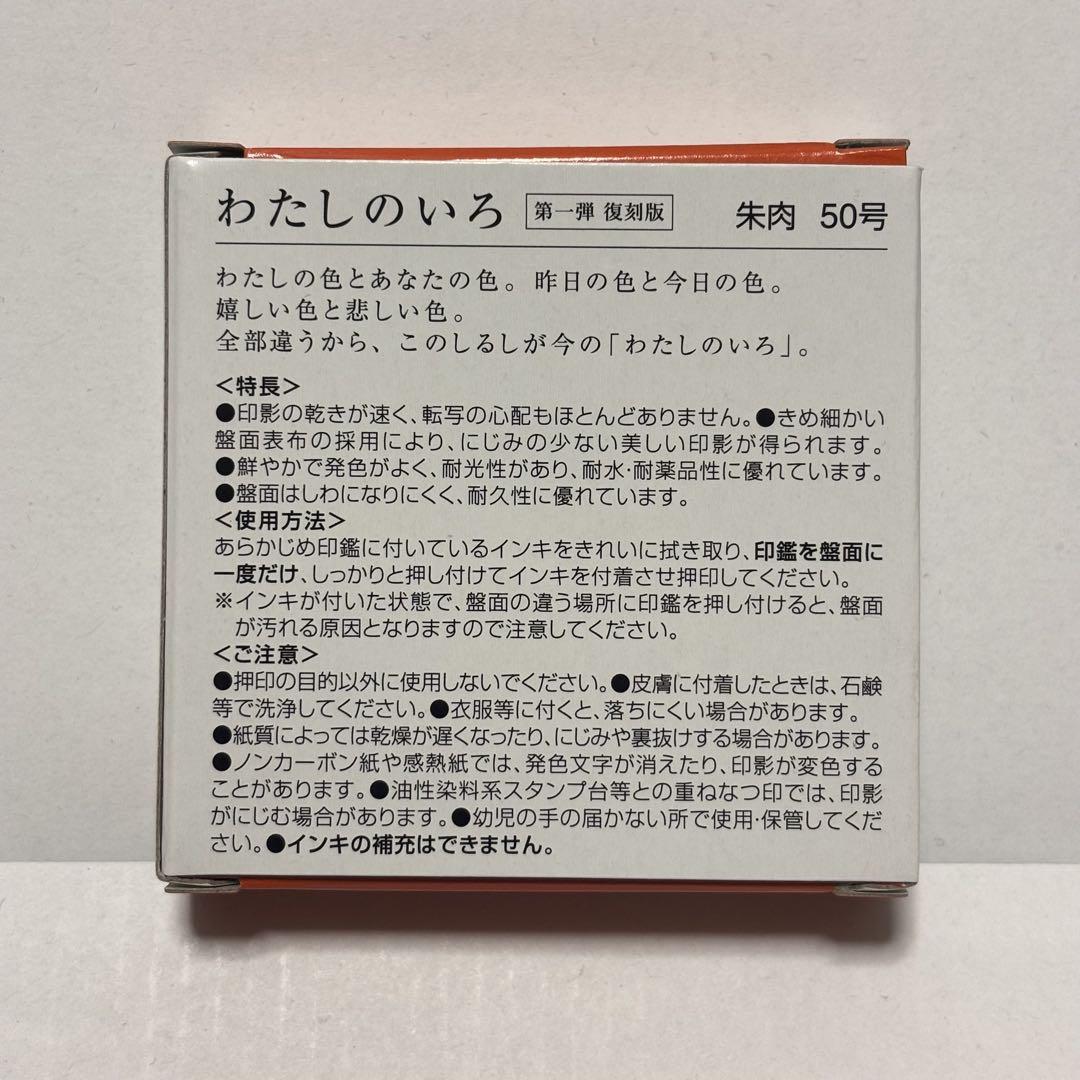 わたしのいろ 第一弾 復刻版 朱肉 50号
わたしの色とあなたの色。昨日の色と今日の色。
嬉しい色と悲しい色。
全部違うから、このしるしが今の「わたしのいろ」。
＜特長＞
●印影の乾きが速く、転写の心配もほとんどありません。●きめ細かい
盤面表布の採用により、にじみの少ない美しい印影が得られます。
●鮮やかで発色がよく、耐光性があり、耐水・耐薬品性に優れています。
●盤面はしわになりにくく、耐久性に優れています。
＜使用方法＞
あらかじめ印鑑に付いているインキをきれいに拭き取り、印鑑を盤面に
一度だけ、しっかりと押し付けてインキを付着させ押印してください。
※インキが付いた状態で、盤面の違う場所に印鑑を押し付けると、盤面
が汚れる原因となりますので注意してください。
＜ご注意＞
●押印の目的以外に使用しないでください。●皮膚に付着したときは、石鹸
等で洗浄してください。●衣服等に付くと、落ちにくい場合があります。
●紙質によっては乾燥が遅くなったり、にじみや裏抜けする場合があります。
●ノンカーボン紙や感熱紙では、発色文字が消えたり、印影が変色する
ことがあります。●油性染料系スタンプ台等との重ねなつ印では、印影
がにじむ場合があります。●幼児の手の届かない所で使用・保管してくだ
さい。●インキの補充はできません。